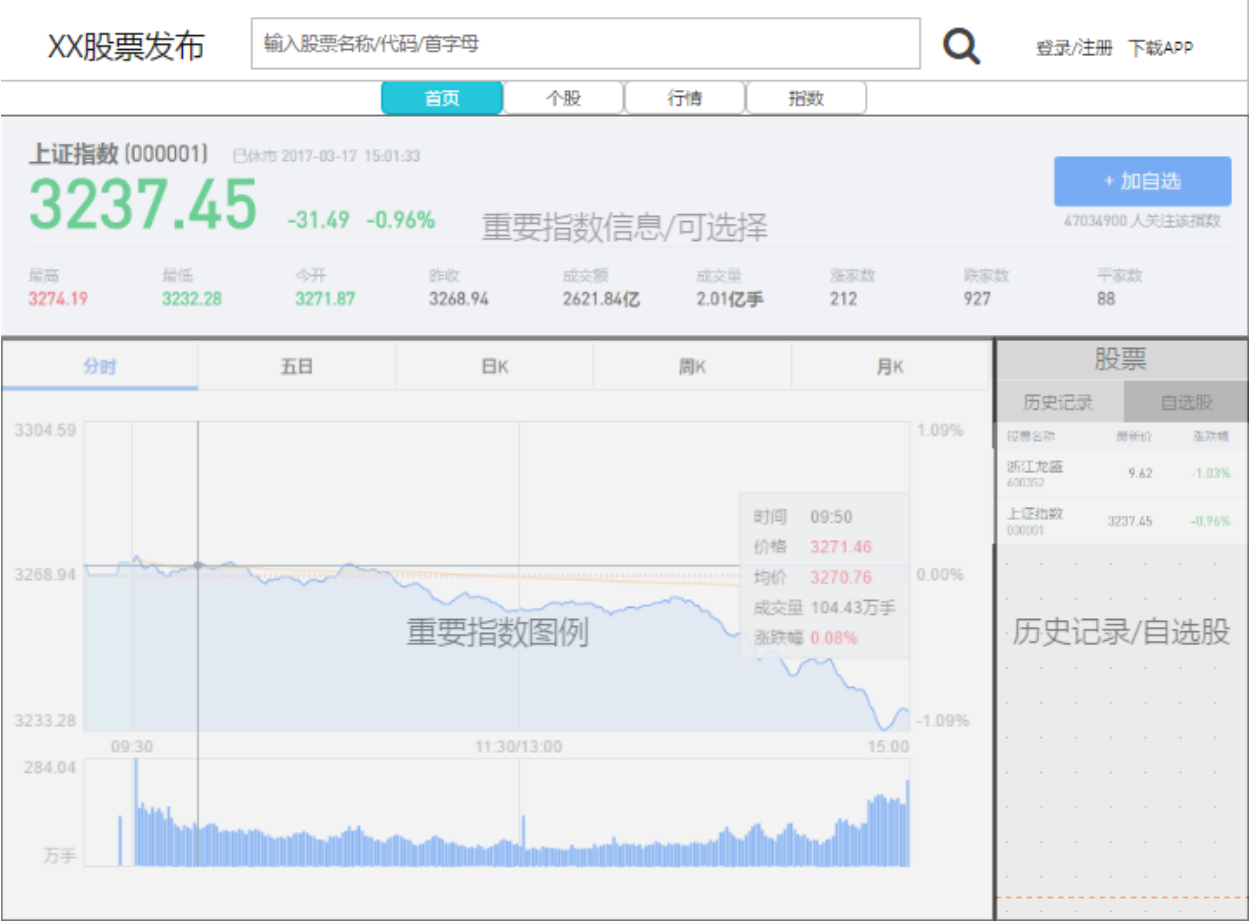 XX股票发布
输入股票名称/代码/首字母
登录/注册 下载APP
首页 个股 行情 指数
上证指数 (000001) 已休市 2017-03-17 15:01:33
3237.45 -31.49 -0.96%
重要指数信息/可选择
+ 加自选
47034900 人关注该指数
最高 最低 今开 昨收 成交额 成交量 涨家数 跌家数 平家数
3274.19 3232.28 3271.87 3268.94 2621.84亿 2.01亿手 212 927 88
分时 五日 日K 周K 月K
3304.59 1.09%
3268.94 0.00%
3233.28 -1.09%
时间 09:50
价格 3271.46
均价 3270.76
成交量 104.43万手
涨跌幅 0.08%
重要指数图例
09:30 11:30/13:00 15:00
284.04
万手
股票
历史记录 自选股
股票名称 最新价 涨跌幅
浙江龙盛 9.62 -1.03%
600352
上证指数 3237.45 -0.96%
000001
历史记录/自选股